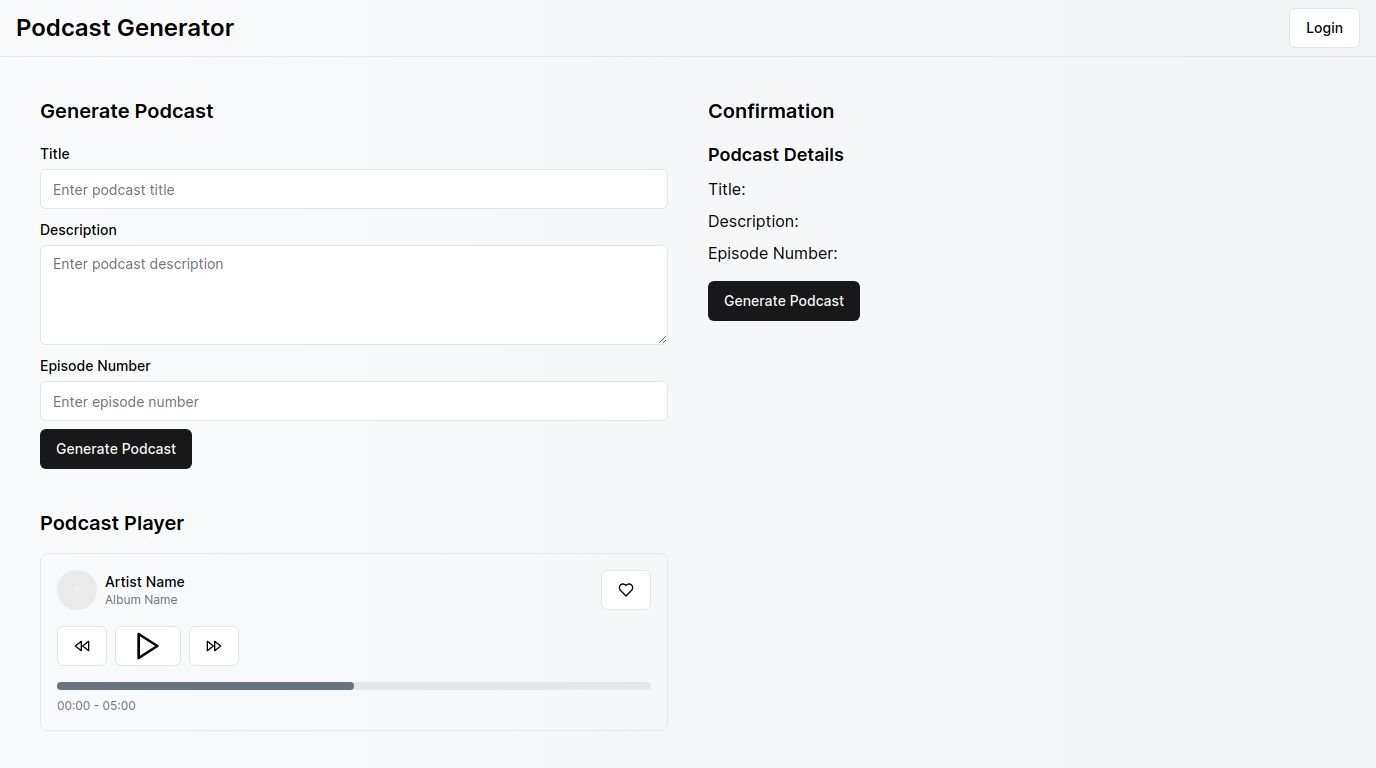 Podcast Generator
Login
Generate Podcast
Title
Enter podcast title
Description
Enter podcast description
Episode Number
Enter episode number
Generate Podcast
Podcast Player
Artist Name
Album Name
00:00 - 05:00
Confirmation
Podcast Details
Title:
Description:
Episode Number:
Generate Podcast